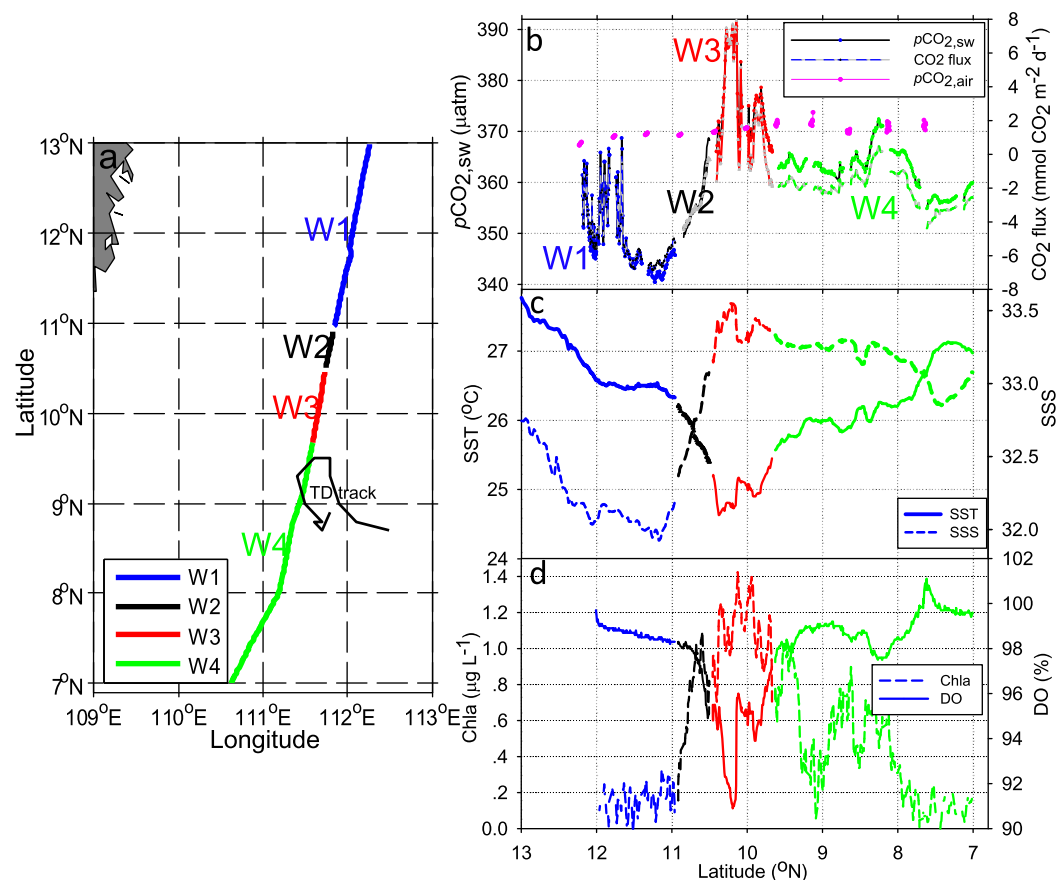 a
13°N
12°N
11°N
10°N
9°N
8°N
7°N
Latitude
109°E
110°E
111°E
112°E
113°E
Longitude
W1
W2
W3
TD track
W4
W1
W2
W3
W4
b
390
380
370
360
350
340
pCO2,sw (µatm)
W1
W2
W3
W4
pCO2,sw
CO2 flux
pCO2,air
8
6
4
2
0
-2
-4
-6
-8
CO2 flux (mmol CO2 m-2 d-1)
c
27
26
25
24
SST (°C)
SST
SSS
33.5
33.0
32.5
32.0
SSS
d
1.4
1.2
1.0
.8
.6
.4
.2
0.0
Chla (µg L-1)
Chla
DO
102
100
98
96
94
92
90
DO (%)
13
12
11
10
9
8
7
Latitude (°N)